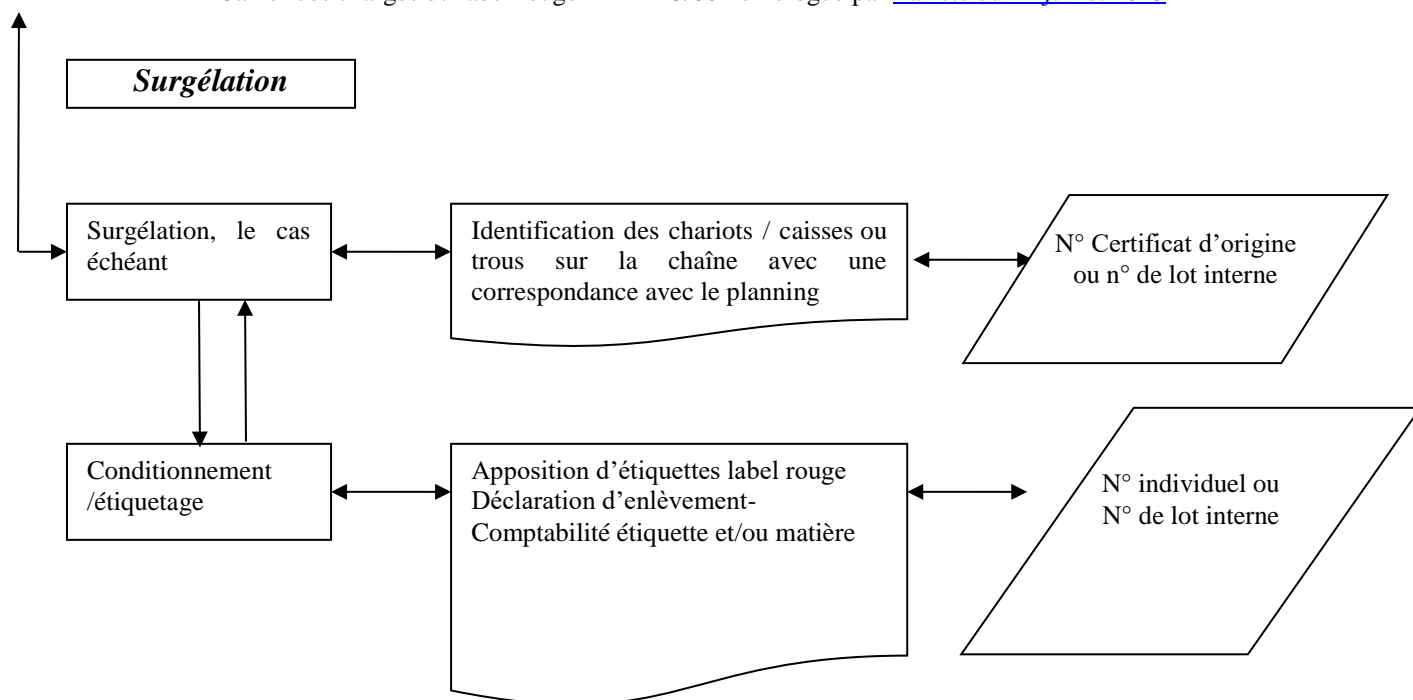 Surgélation
Surgélation, le cas
échéant
Identification des chariots / caisses ou
trous sur la chaîne avec une
correspondance avec le planning
N° Certificat d'origine
ou n° de lot interne
Conditionnement
/étiquetage
Apposition d'étiquettes label rouge
Déclaration d'enlèvement-
Comptabilité étiquette et/ou matière
N° individuel ou
N° de lot interne